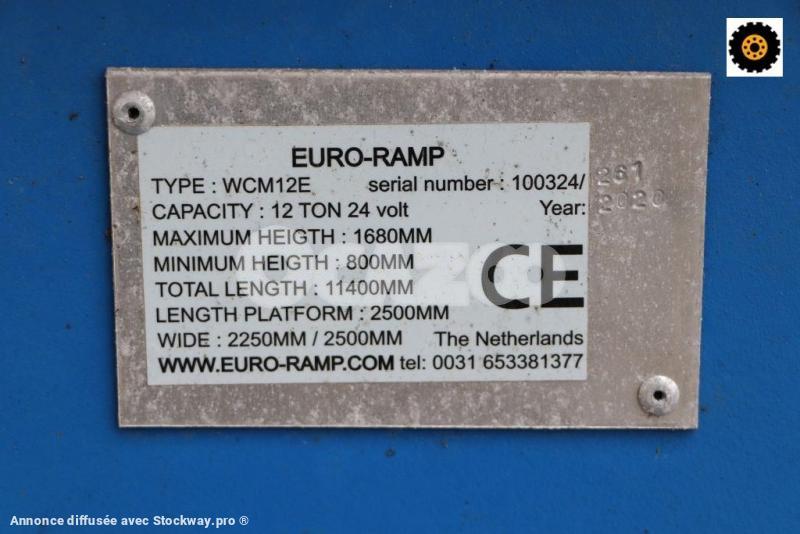 EURO-RAMP
TYPE : WCM12E serial number : 100324/ 261
CAPACITY : 12 TON 24 volt Year: 2020
MAXIMUM HEIGTH : 1680MM
MINIMUM HEIGTH : 800MM
TOTAL LENGTH : 11400MM
LENGTH PLATFORM : 2500MM
CE
WIDE : 2250MM / 2500MM The Netherlands
WWW.EURO-RAMP.COM tel: 0031 653381377
Annonce diffusée avec Stockway.pro ®